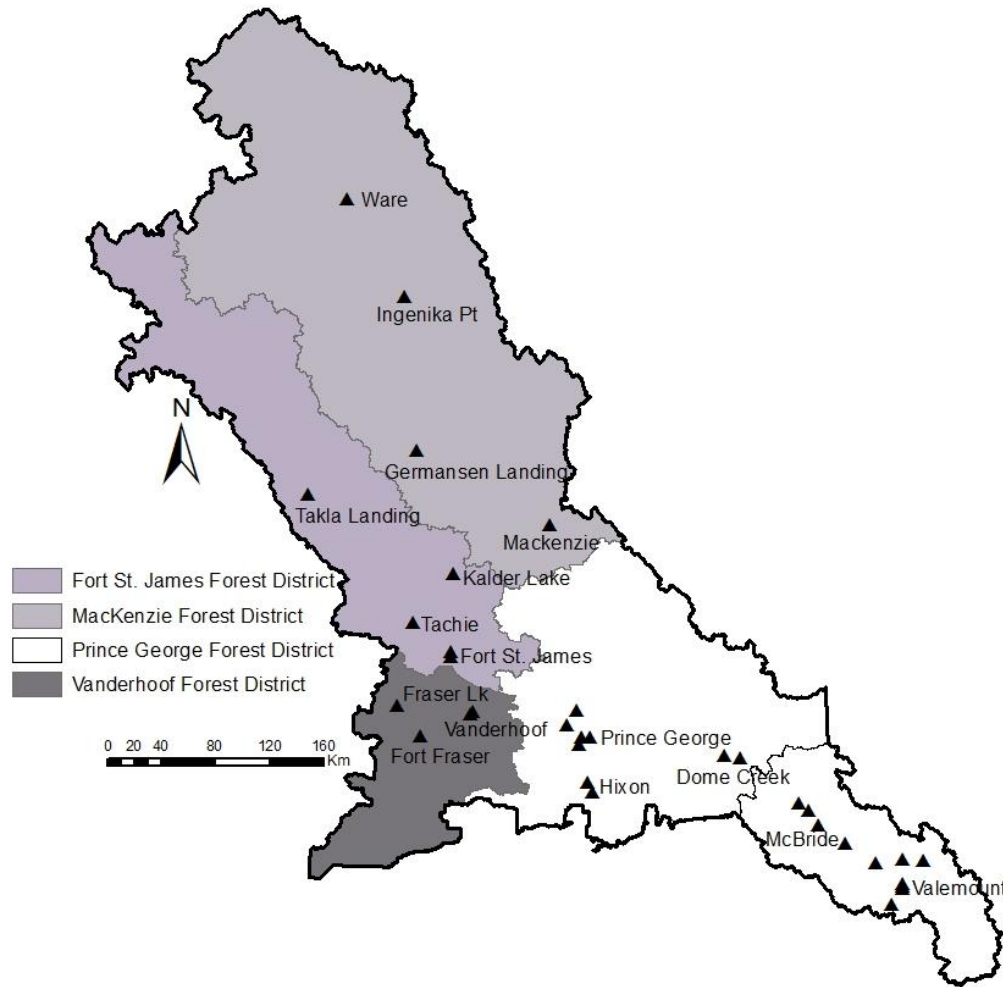 Ware
Ingenika Pt
N
Germansen Landing
Takla Landing
Mackenzie
Kalder Lake
Fort St. James Forest District
MacKenzie Forest District
Prince George Forest District
Vanderhoof Forest District
Tachie
Fort St. James
Fraser Lk
Vanderhoof
Fort Fraser
Prince George
Dome Creek
Hixon
0 20 40 80 120 160
Km
McBride
Valemount